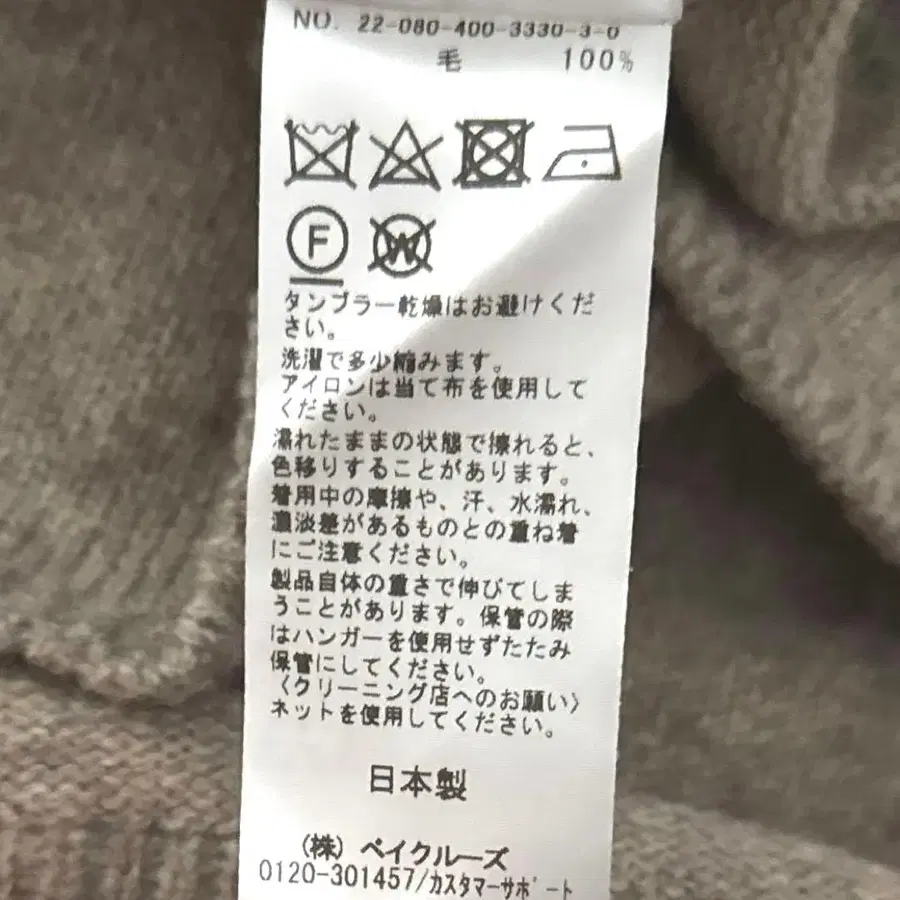 NO. 22-080-400-3330-3-0
毛 100%
F W
タンブラー乾燥はお避けくだ
さい。
洗濯で多少縮みます。
アイロンは当て布を使用して
ください。
濡れたままの状態で擦れると、
色移りすることがあります。
着用中の摩擦や、汗、水濡れ、
濃淡差があるものとの重ね着
にご注意ください。
製品自体の重さで伸びてしま
うことがあります。保管の際
はハンガーを使用せずたたみ
保管にしてください。
〈クリーニング店へのお願い〉
ネットを使用してください。
日本製
(株) ベイクルーズ
0120-301457/カスタマーサポート